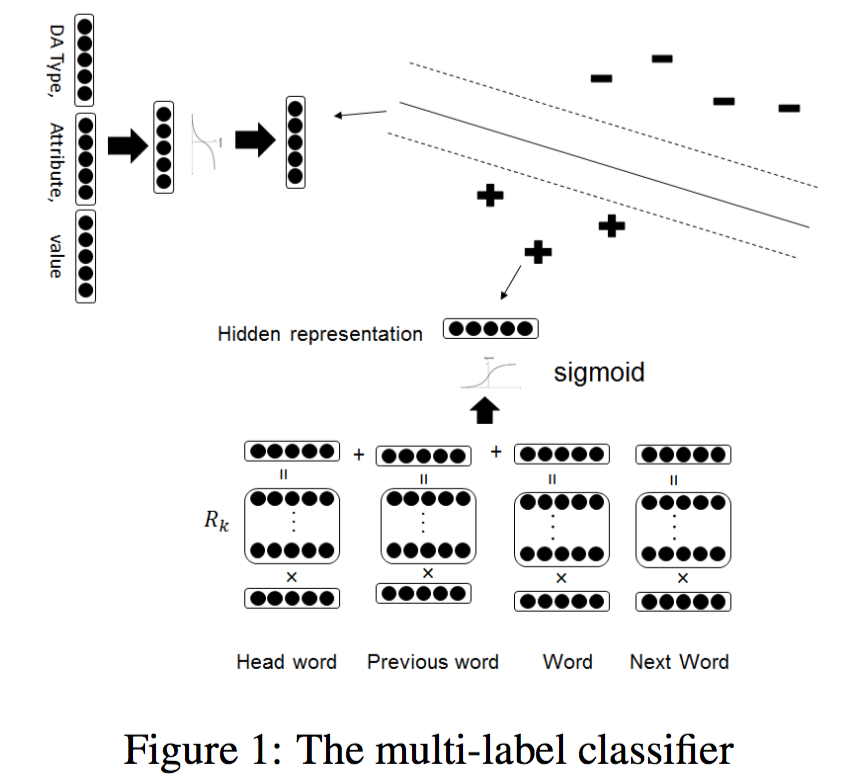 DA Type,
Attribute,
value
Hidden representation
sigmoid
+ +
= = = =
R_k
× × × ×
Head word Previous word Word Next Word
Figure 1: The multi-label classifier